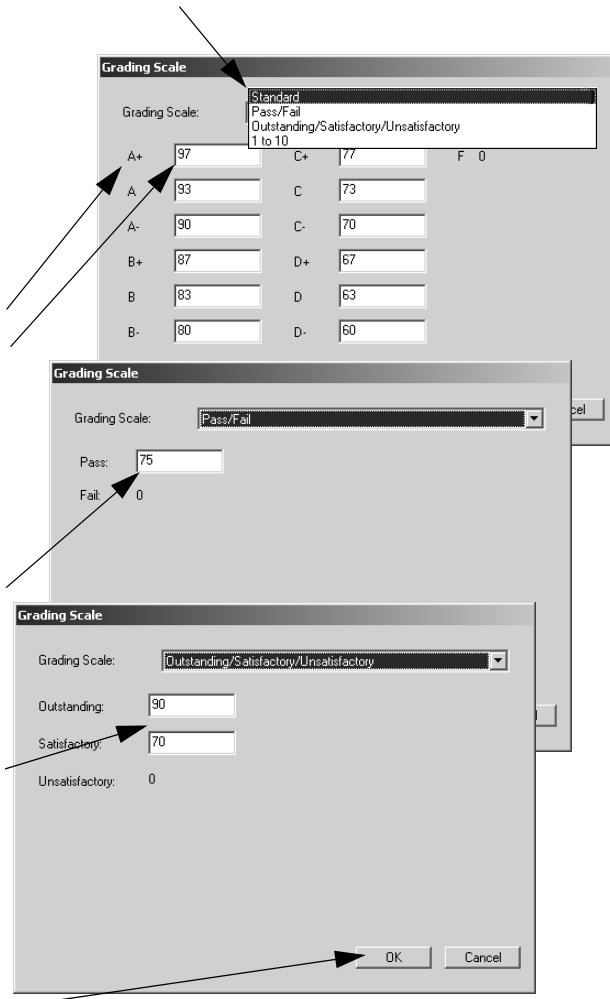 Grading Scale
Grading Scale:
Standard
Pass/Fail
Outstanding/Satisfactory/Unsatisfactory
1 to 10
A+ 97 C+ 77 F 0
A 93 C 73
A- 90 C- 70
B+ 87 D+ 67
B 83 D 63
B- 80 D- 60
Grading Scale
Grading Scale: Pass/Fail
Pass: 75
Fail: 0
Grading Scale
Grading Scale: Outstanding/Satisfactory/Unsatisfactory
Outstanding: 90
Satisfactory: 70
Unsatisfactory: 0
OK Cancel